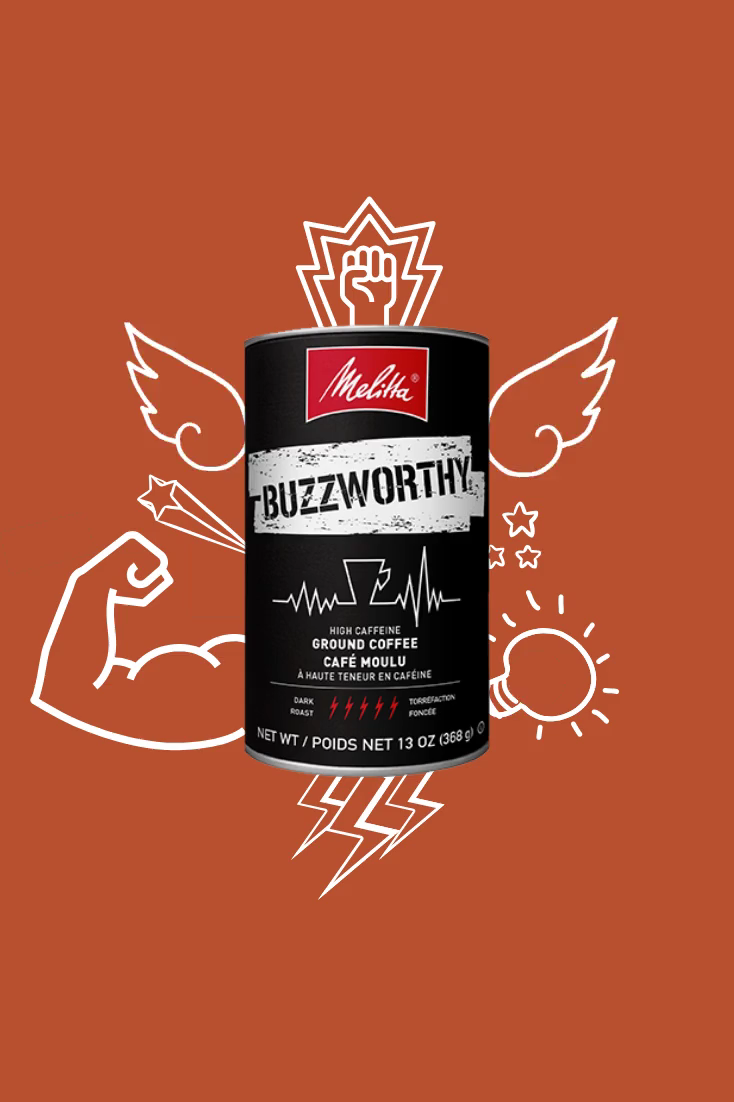 Melitta®
BUZZWORTHY
HIGH CAFFEINE
GROUND COFFEE
CAFÉ MOULU
À HAUTE TENEUR EN CAFÉINE
DARK ROAST
TORRÉFACTION FONCÉE
NET WT / POIDS NET 13 OZ (368 g)